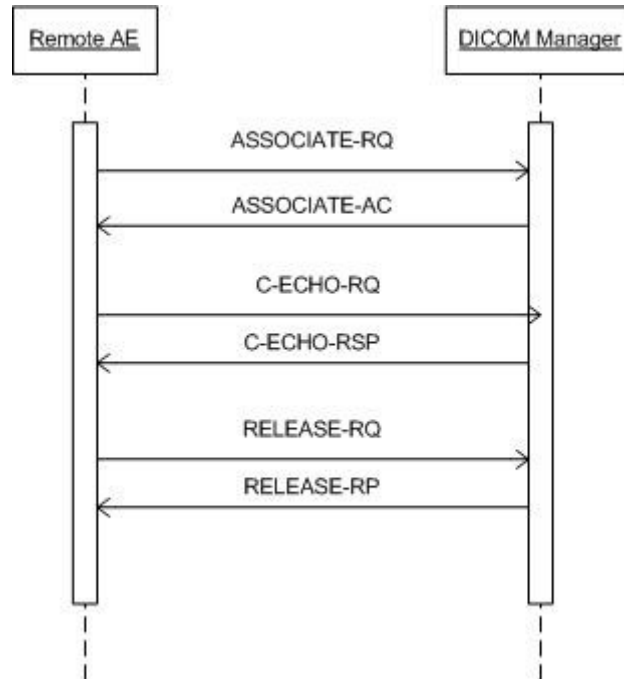 Remote AE
DICOM Manager
ASSOCIATE-RQ
ASSOCIATE-AC
C-ECHO-RQ
C-ECHO-RSP
RELEASE-RQ
RELEASE-RP